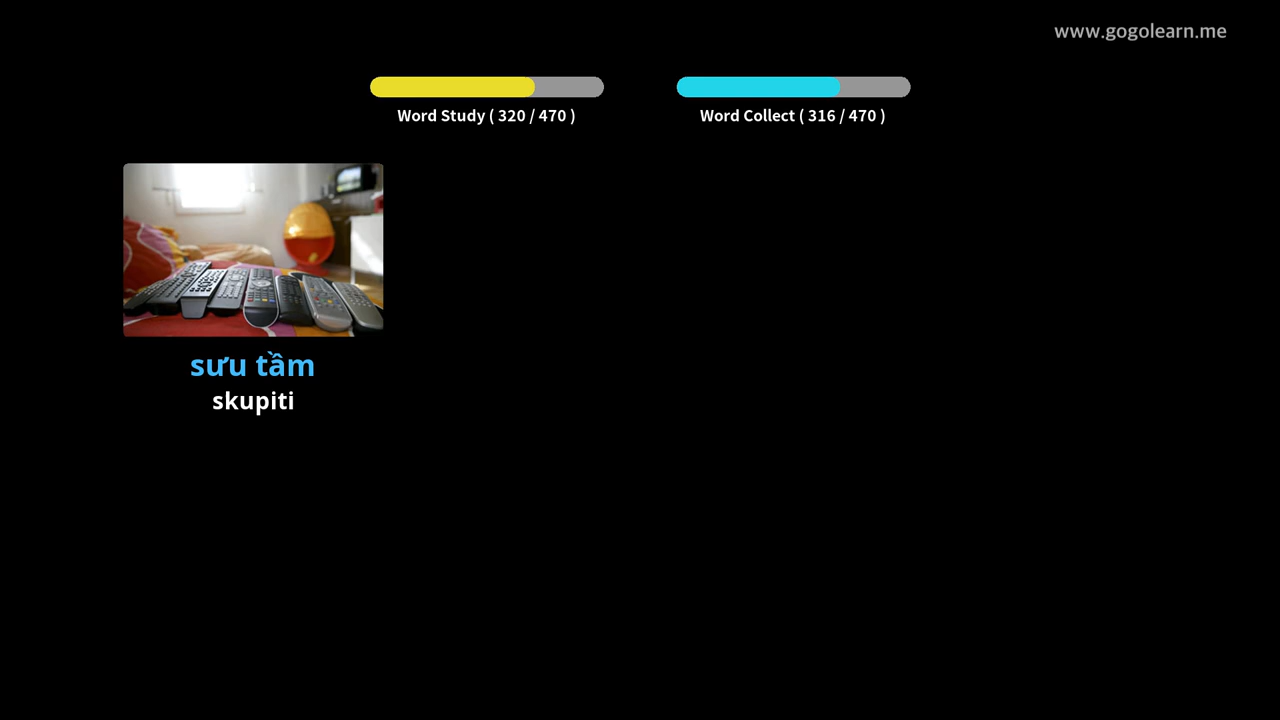 www.gogolearn.me
Word Study ( 320 / 470 )
Word Collect ( 316 / 470 )
sưu tầm
skupiti